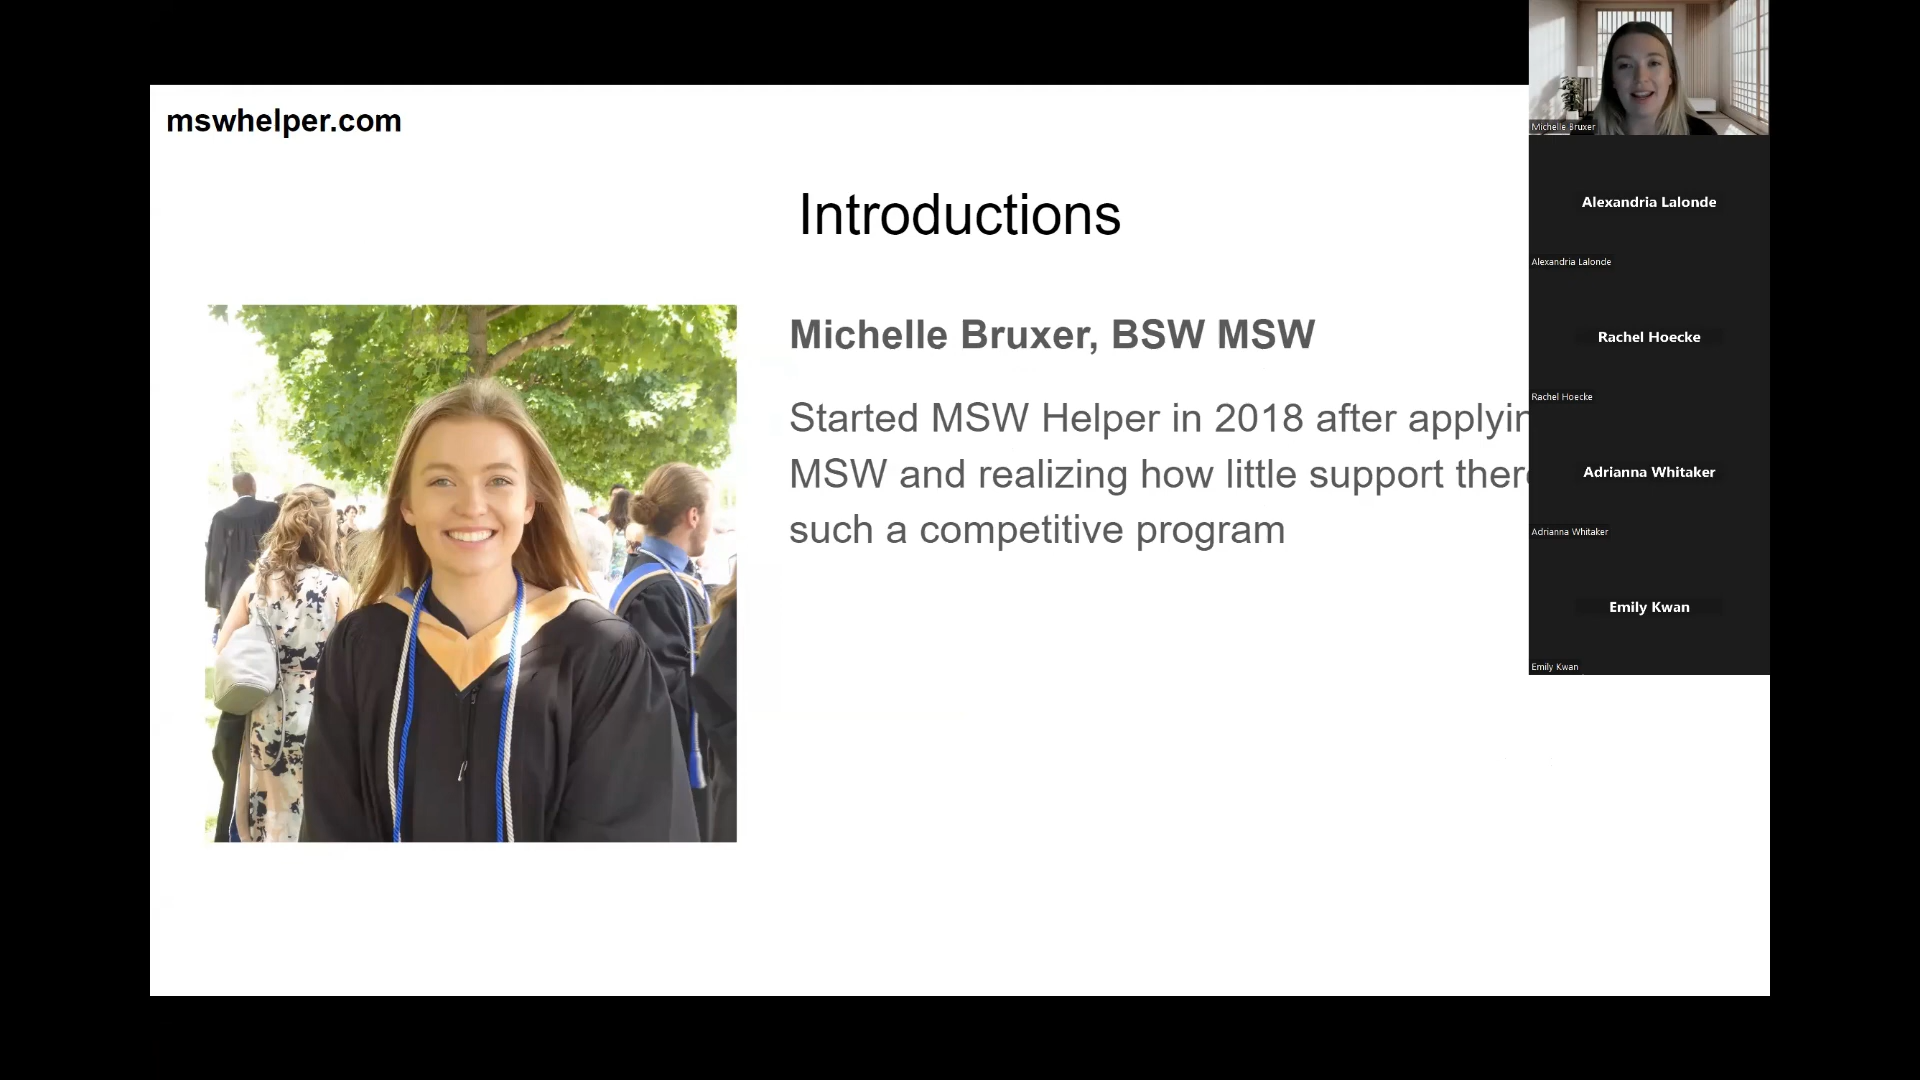 mswhelper.com
Introductions
Michelle Bruxer, BSW MSW
Started MSW Helper in 2018 after
MSW and realizing how little support
such a competitive program
Michelle Bruxer
Alexandria Lalonde
Alexandria Lalonde
Rachel Hoecke
Rachel Hoecke
Adrianna Whitaker
Adrianna Whitaker
Emily Kwan
Emily Kwan